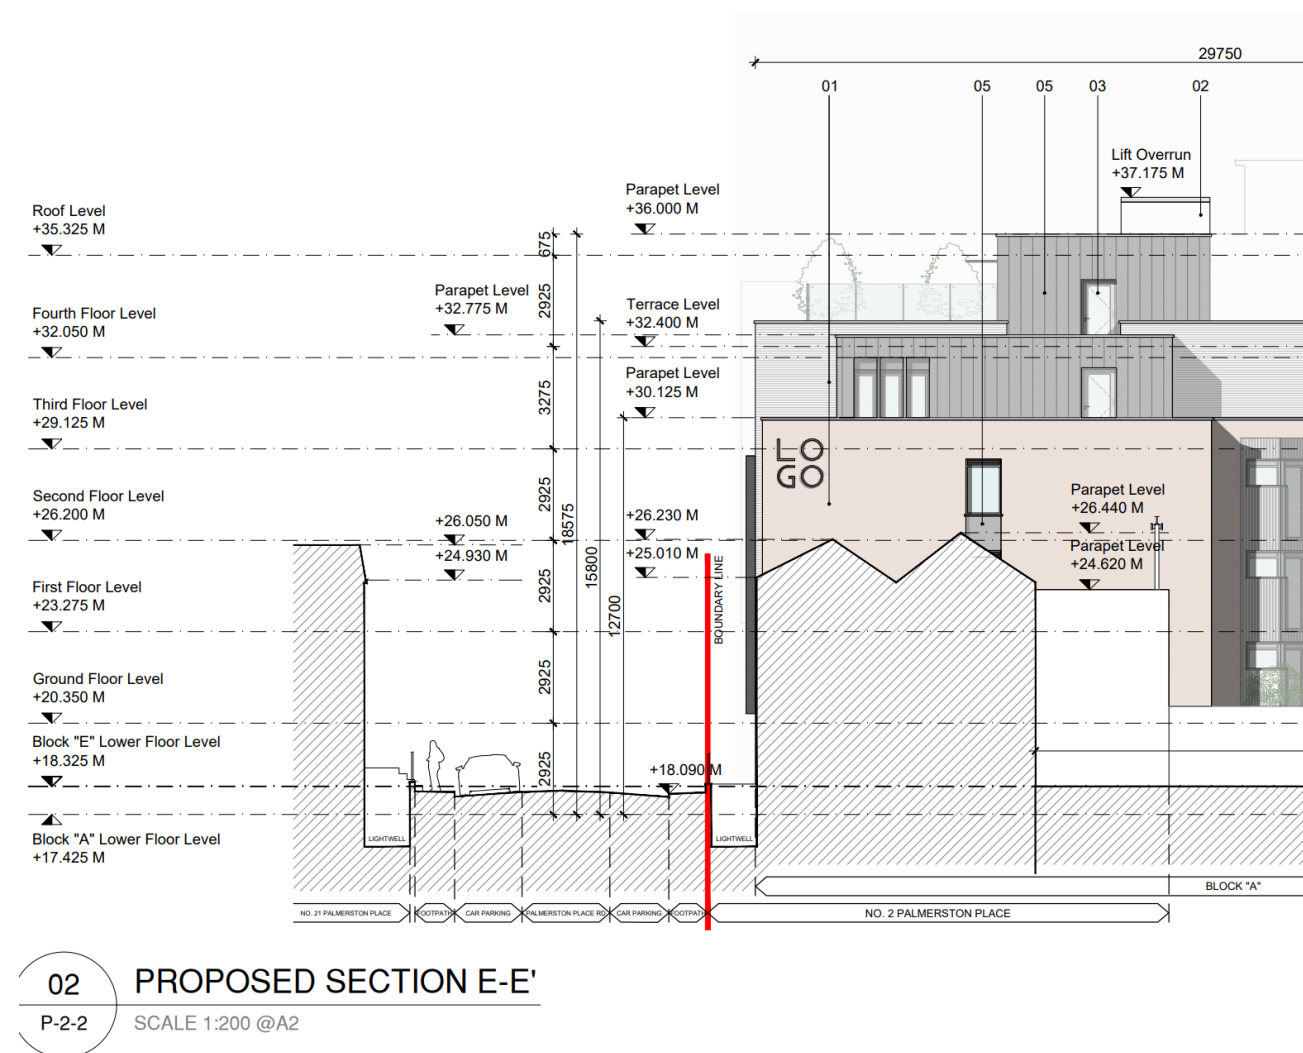 29750
01
05
05
03
02
Lift Overrun
+37.175 M
Parapet Level
+36.000 M
Roof Level
+35.325 M
675
Parapet Level
+32.775 M
2925
Terrace Level
+32.400 M
Fourth Floor Level
+32.050 M
Parapet Level
+30.125 M
3275
Third Floor Level
+29.125 M
LO
GO
Second Floor Level
+26.200 M
2925
18575
+26.050 M
+24.930 M
+26.230 M
+25.010 M
Parapet Level
+26.440 M
Parapet Level
+24.620 M
First Floor Level
+23.275 M
2925
15800
12700
BOUNDARY LINE
Ground Floor Level
+20.350 M
2925
Block "E" Lower Floor Level
+18.325 M
2925
+18.090 M
Block "A" Lower Floor Level
+17.425 M
LIGHTWELL
LIGHTWELL
BLOCK "A"
NO. 21 PALMERSTON PLACE
FOOTPATH
CAR PARKING
PALMERSTON PLACE RD
CAR PARKING
FOOTPATH
NO. 2 PALMERSTON PLACE
02
P-2-2
PROPOSED SECTION E-E'
SCALE 1:200 @A2